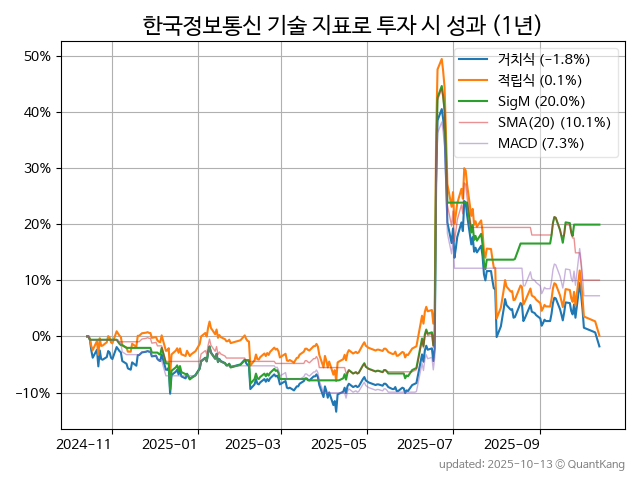 한국정보통신 기술 지표로 투자 시 성과 (1년)
50%
40%
30%
20%
10%
0%
−10%
거치식 (-1.8%)
적립식 (0.1%)
SigM (20.0%)
SMA(20) (10.1%)
MACD (7.3%)
2024-11
2025-01
2025-03
2025-05
2025-07
2025-09
updated: 2025-10-13 © QuantKang